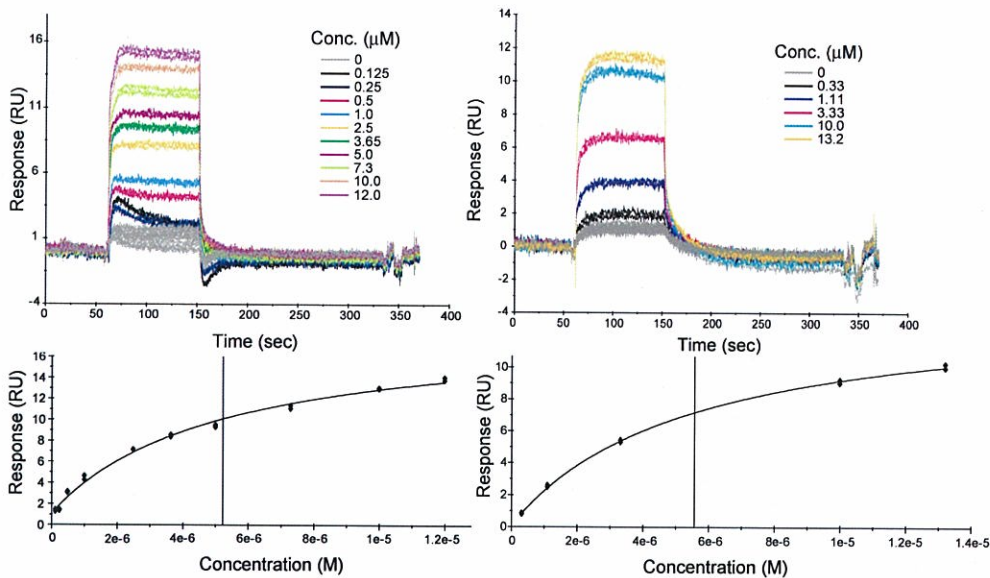 Response (RU)
16
11
6
1
-4
0
50
100
150
200
250
300
350
400
Time (sec)
Conc. (μM)
0
0.125
0.25
0.5
1.0
2.5
3.65
5.0
7.3
10.0
12.0
Response (RU)
14
12
10
8
6
4
2
0
-2
-4
0
50
100
150
200
250
300
350
400
Time (sec)
Conc. (μM)
0
0.33
1.11
3.33
10.0
13.2
Response (RU)
16
14
12
10
8
6
4
2
0
0
2e-6
4e-6
6e-6
8e-6
1e-5
1.2e-5
Concentration (M)
Response (RU)
10
8
6
4
2
0
0
2e-6
4e-6
6e-6
8e-6
1e-5
1.2e-5
1.4e-5
Concentration (M)